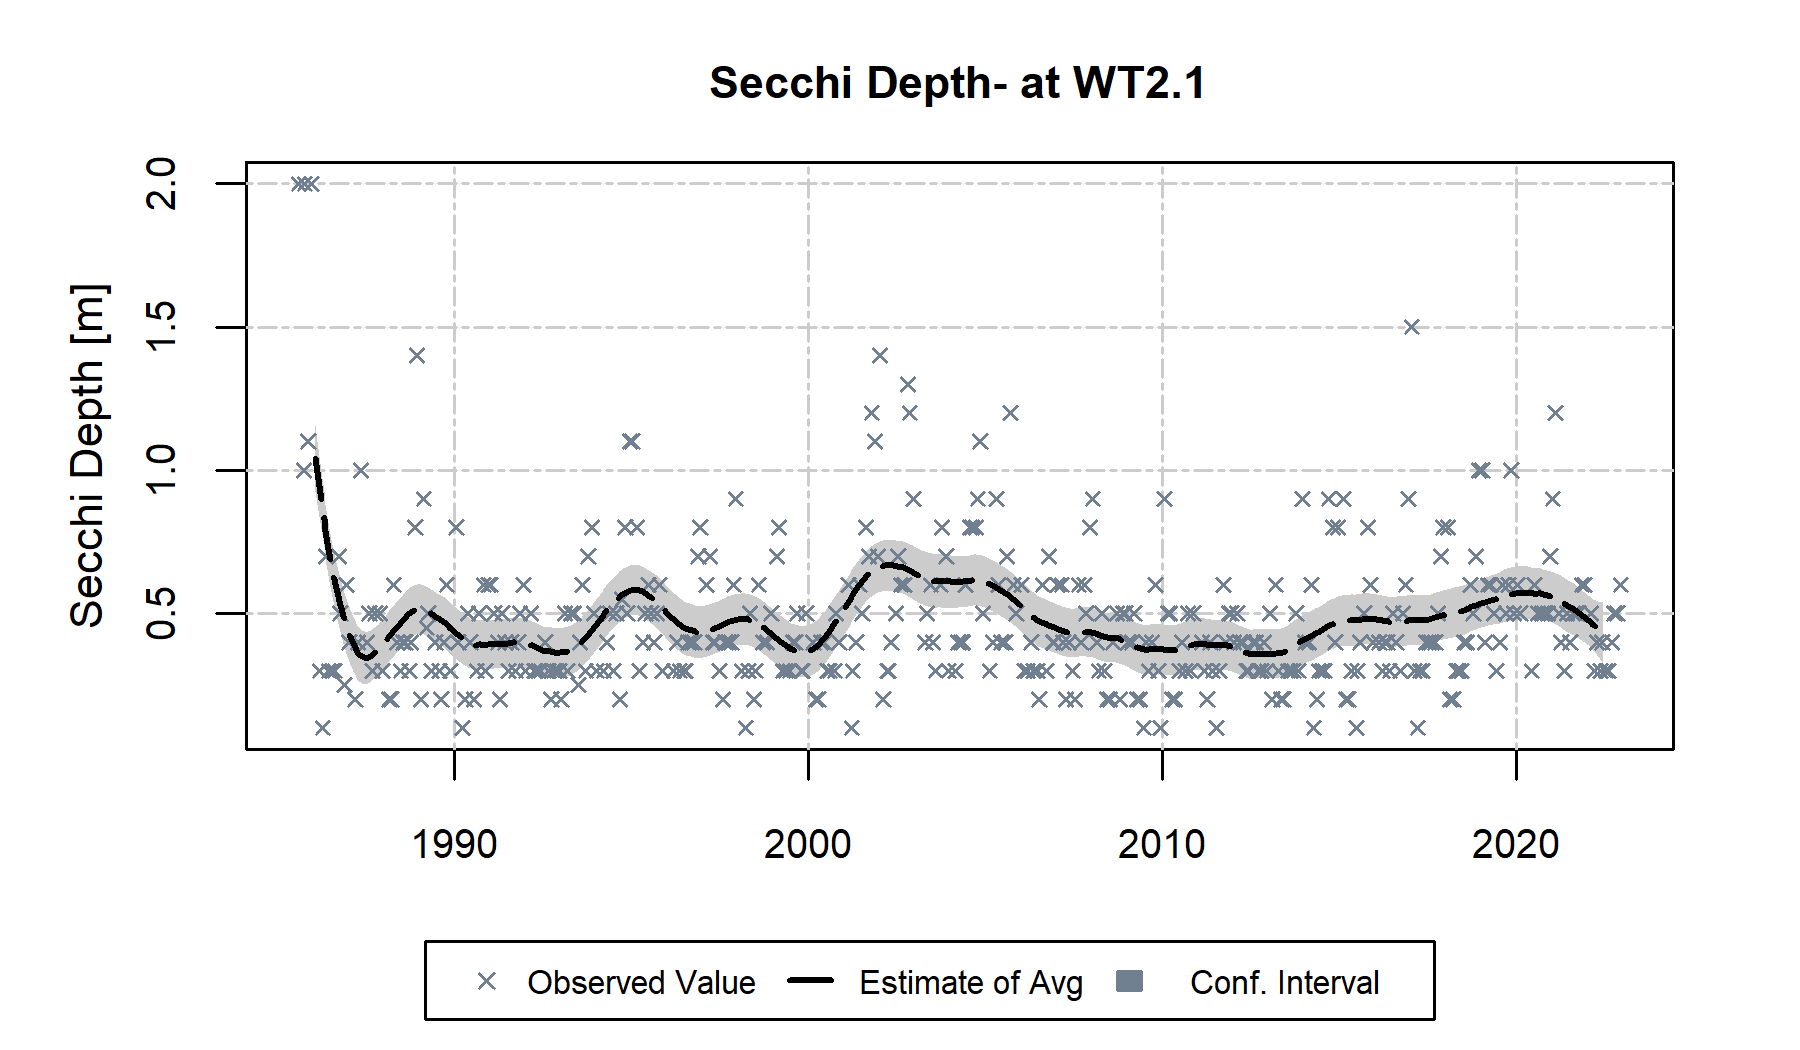 Secchi Depth- at WT2.1
Secchi Depth [m]
2.0
1.5
1.0
0.5
1990 2000 2010 2020
Observed Value Estimate of Avg Conf. Interval